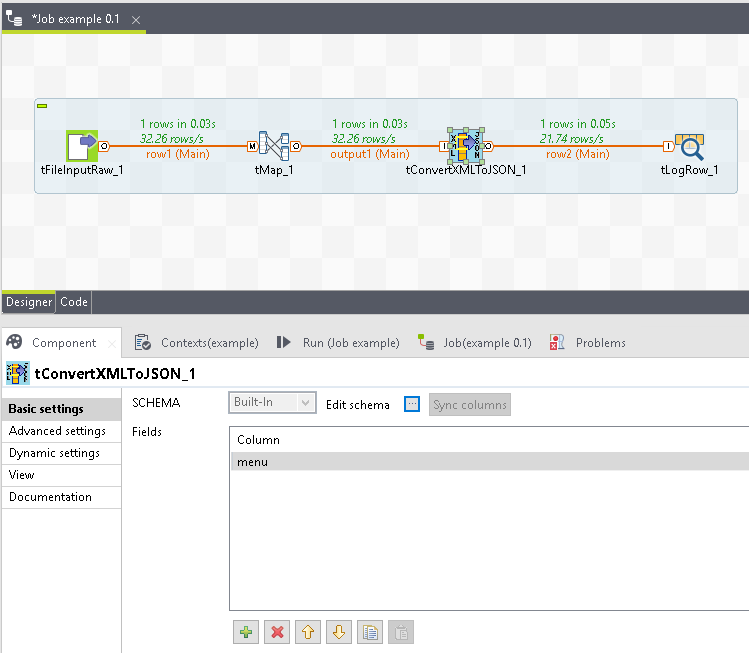 *Job example 0.1
1 rows in 0.03s
32.26 rows/s
row1 (Main)
1 rows in 0.03s
32.26 rows/s
output1 (Main)
1 rows in 0.05s
21.74 rows/s
row2 (Main)
O
M
O
I
O
I
XML
JSON
tFileInputRaw_1
tMap_1
tConvertXMLToJSON_1
tLogRow_1
Designer
Code
Component
Contexts(example)
Run (Job example)
Job(example 0.1)
Problems
tConvertXMLToJSON_1
Basic settings
Advanced settings
Dynamic settings
View
Documentation
SCHEMA
Built-In
Edit schema
Sync columns
Fields
Column
menu